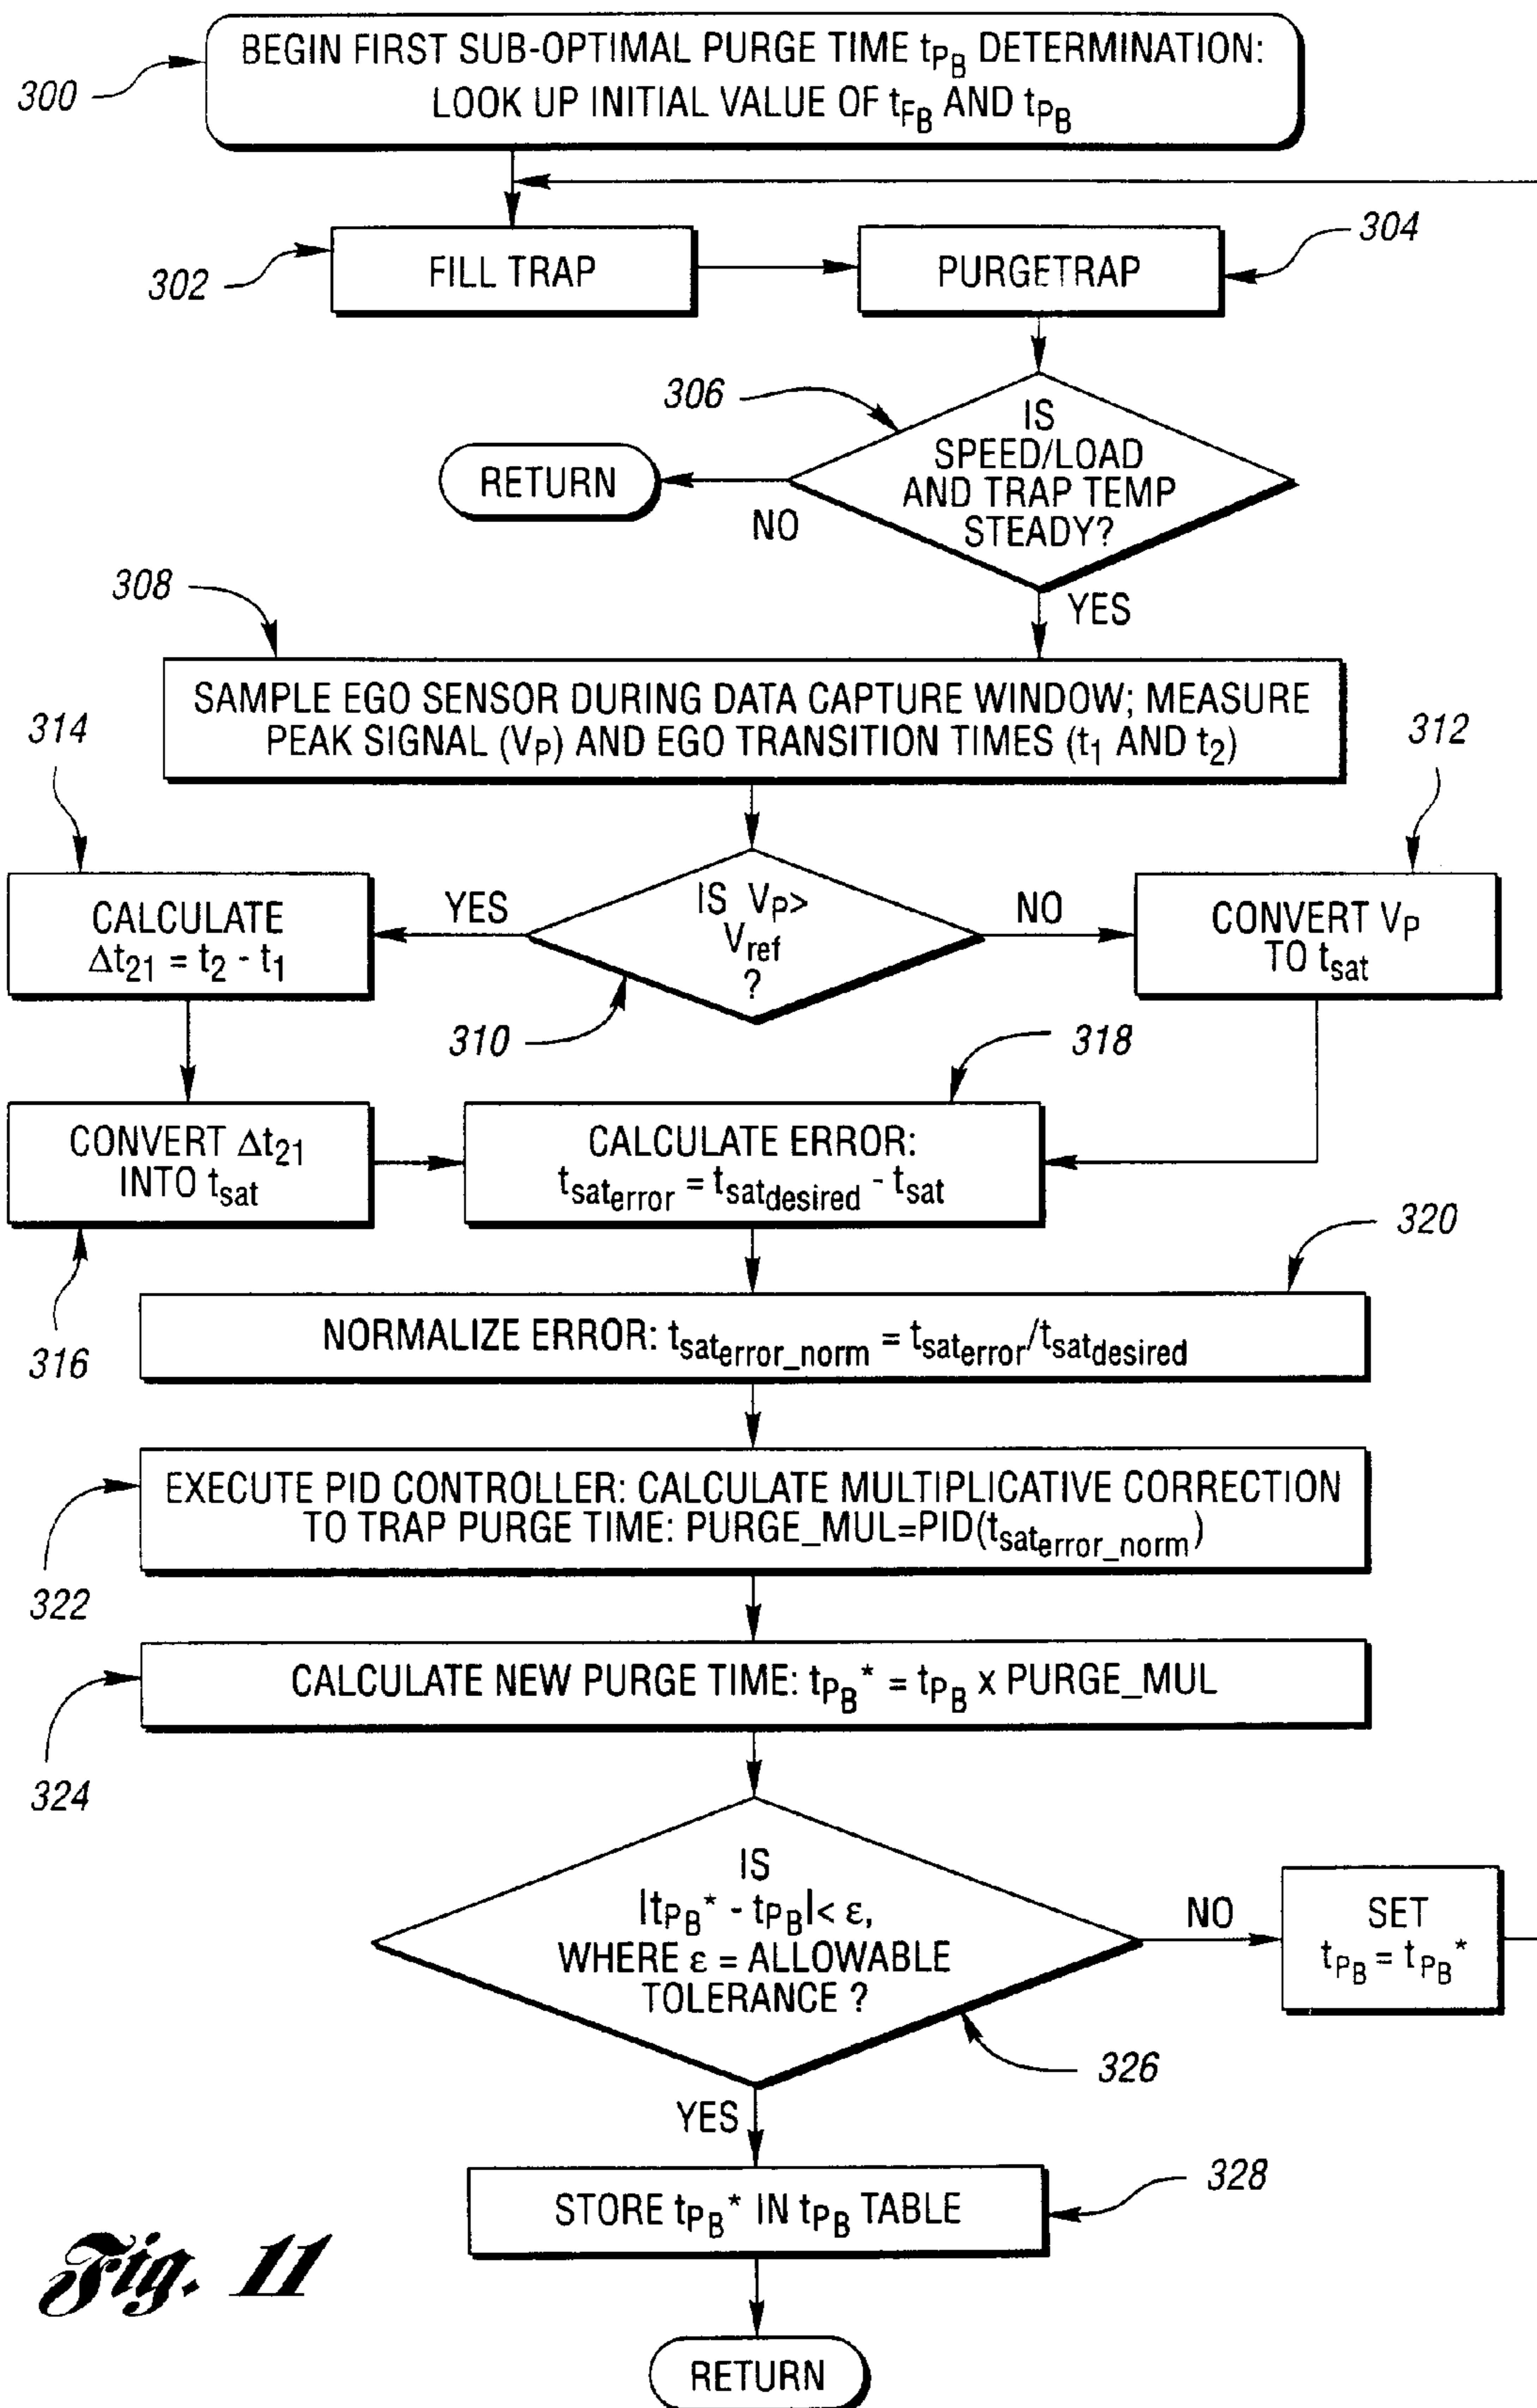 BEGIN FIRST SUB-OPTIMAL PURGE TIME tPB DETERMINATION:
LOOK UP INITIAL VALUE OF tFB AND tPB
300
302
FILL TRAP
PURGETRAP
304
306
IS
SPEED/LOAD
AND TRAP TEMP
STEADY?
RETURN
NO
YES
308
SAMPLE EGO SENSOR DURING DATA CAPTURE WINDOW; MEASURE
PEAK SIGNAL (VP) AND EGO TRANSITION TIMES (t1 AND t2)
314
312
CALCULATE
Δt21 = t2 - t1
YES
IS VP>
Vref
?
NO
CONVERT VP
TO tsat
310
318
CONVERT Δt21
INTO tsat
CALCULATE ERROR:
tsaterror = tsatdesired - tsat
316
320
NORMALIZE ERROR: tsaterror_norm = tsaterror/tsatdesired
EXECUTE PID CONTROLLER: CALCULATE MULTIPLICATIVE CORRECTION
TO TRAP PURGE TIME: PURGE_MUL=PID(tsaterror_norm)
322
CALCULATE NEW PURGE TIME: tPB* = tPB x PURGE_MUL
324
IS
|tPB* - tPB|< ε,
WHERE ε = ALLOWABLE
TOLERANCE ?
NO
SET
tPB = tPB*
326
YES
STORE tPB* IN tPB TABLE
328
RETURN
Fig. 11